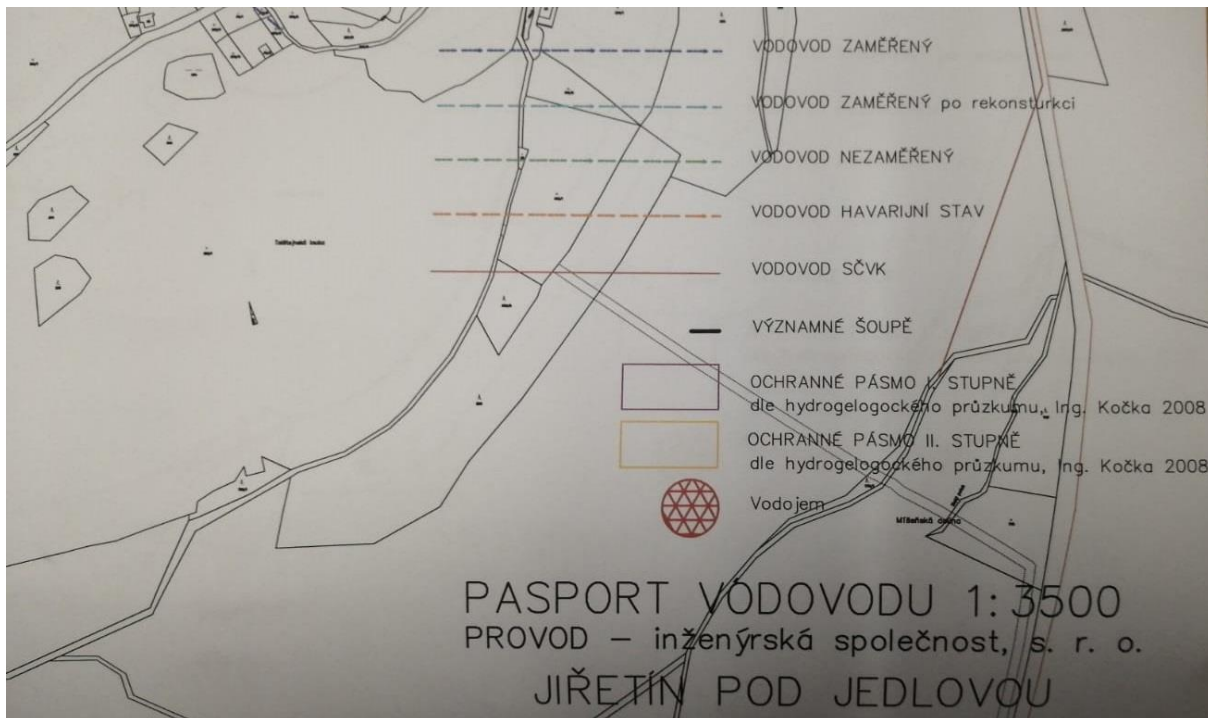 VODOVOD ZAMĚŘENÝ
VODOVOD ZAMĚŘENÝ po rekonsturkci
VODOVOD NEZAMĚŘENÝ
VODOVOD HAVARIJNÍ STAV
VODOVOD SČVK
VÝZNAMNÉ ŠOUPĚ
OCHRANNÉ PÁSMO I. STUPNĚ
dle hydrogelogockého průzkumu, Ing. Kočka 2008
OCHRANNÉ PÁSMO II. STUPNĚ
dle hydrogelogockého průzkumu, Ing. Kočka 2008
Vodojem
PASPORT VODOVODU 1:3500
PROVOD – inženýrská společnost, s. r. o.
JIŘETÍN POD JEDLOVOU